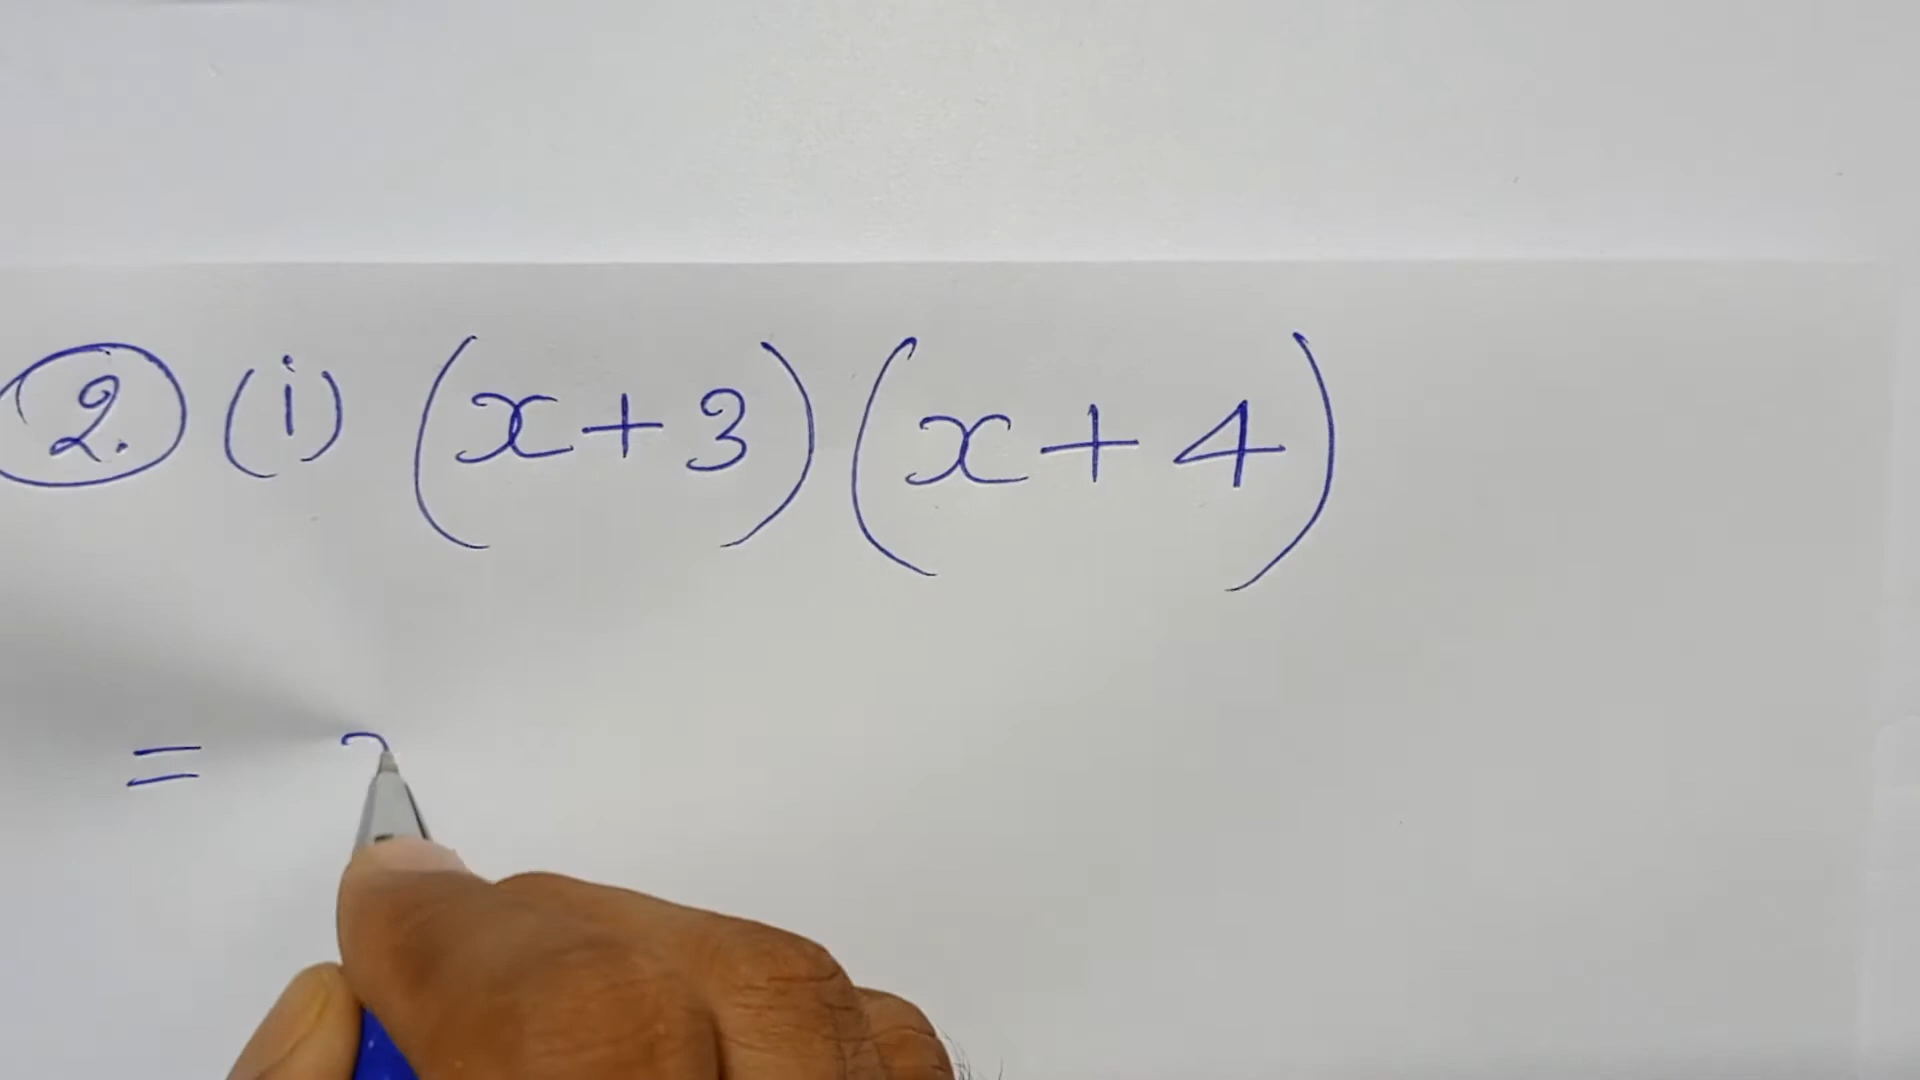 2. (i) (x+3)(x+4)
=